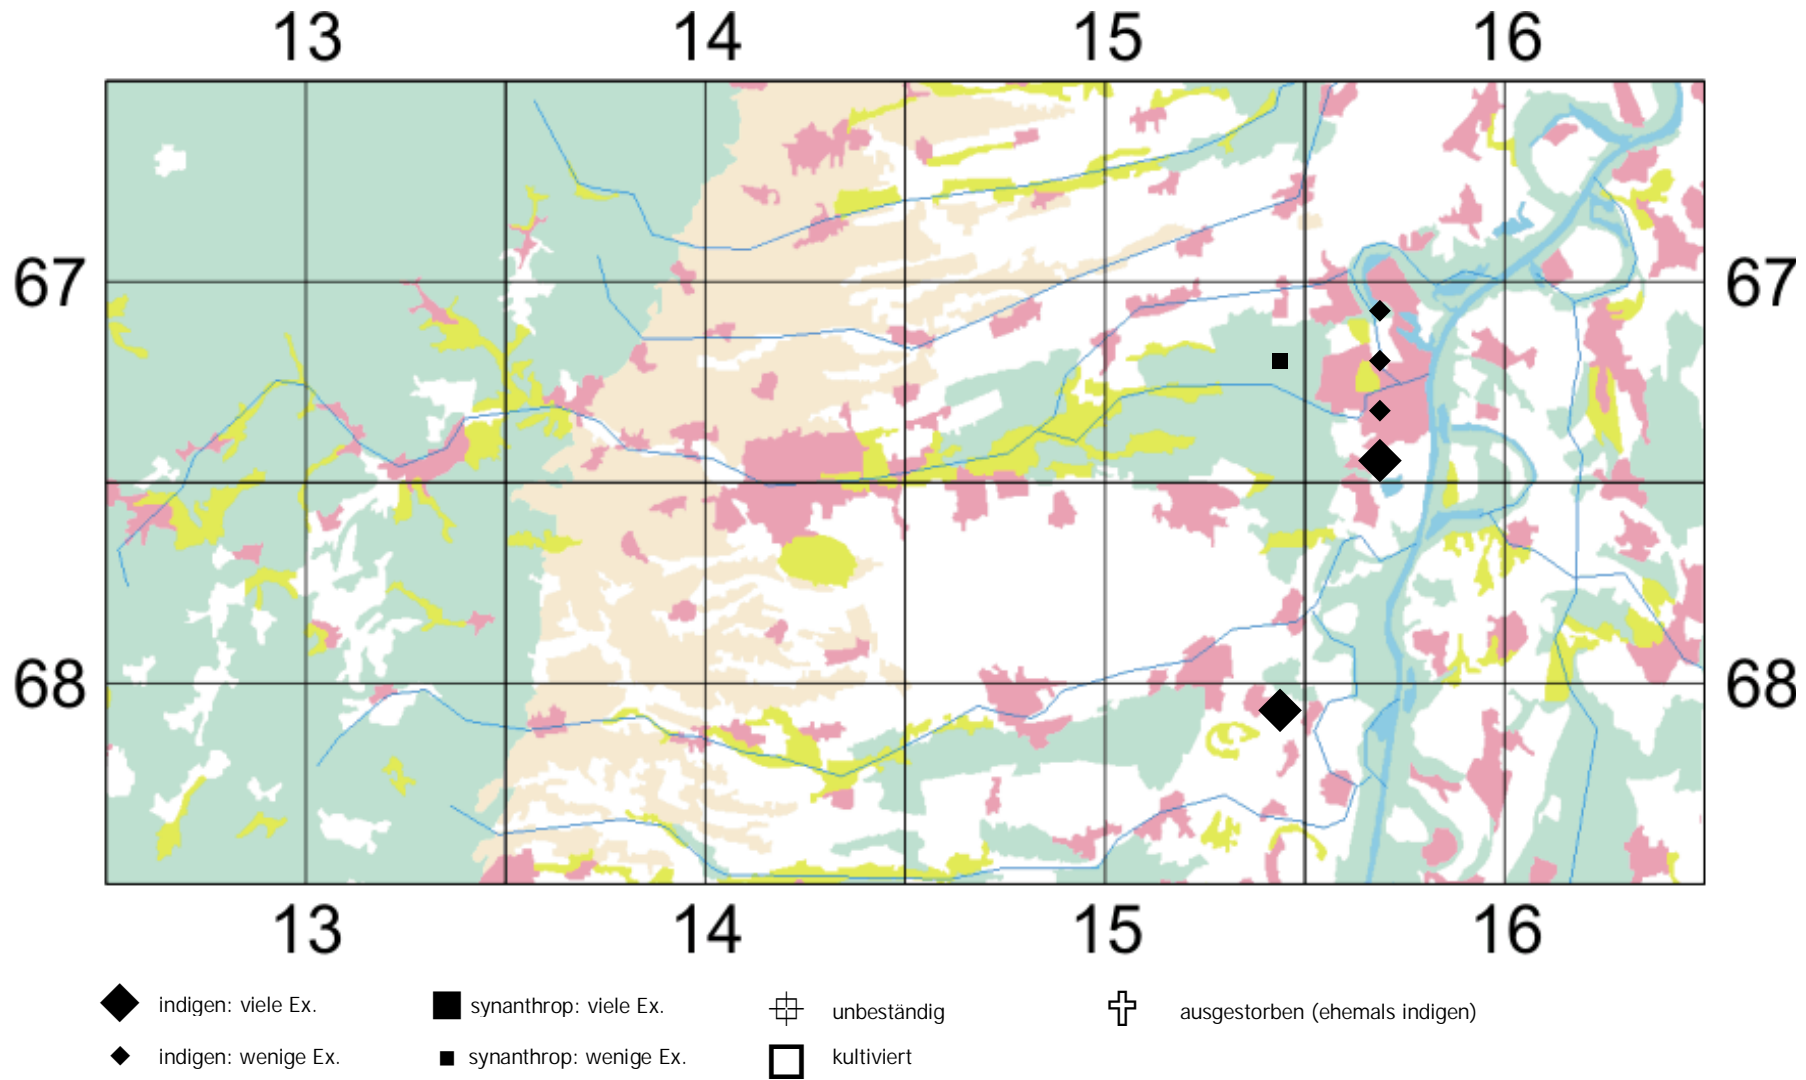 13 14 15 16
67 67
68 68
13 14 15 16
indigen: viele Ex. synanthrop: viele Ex. unbeständig ausgestorben (ehemals indigen)
indigen: wenige Ex. synanthrop: wenige Ex. kultiviert